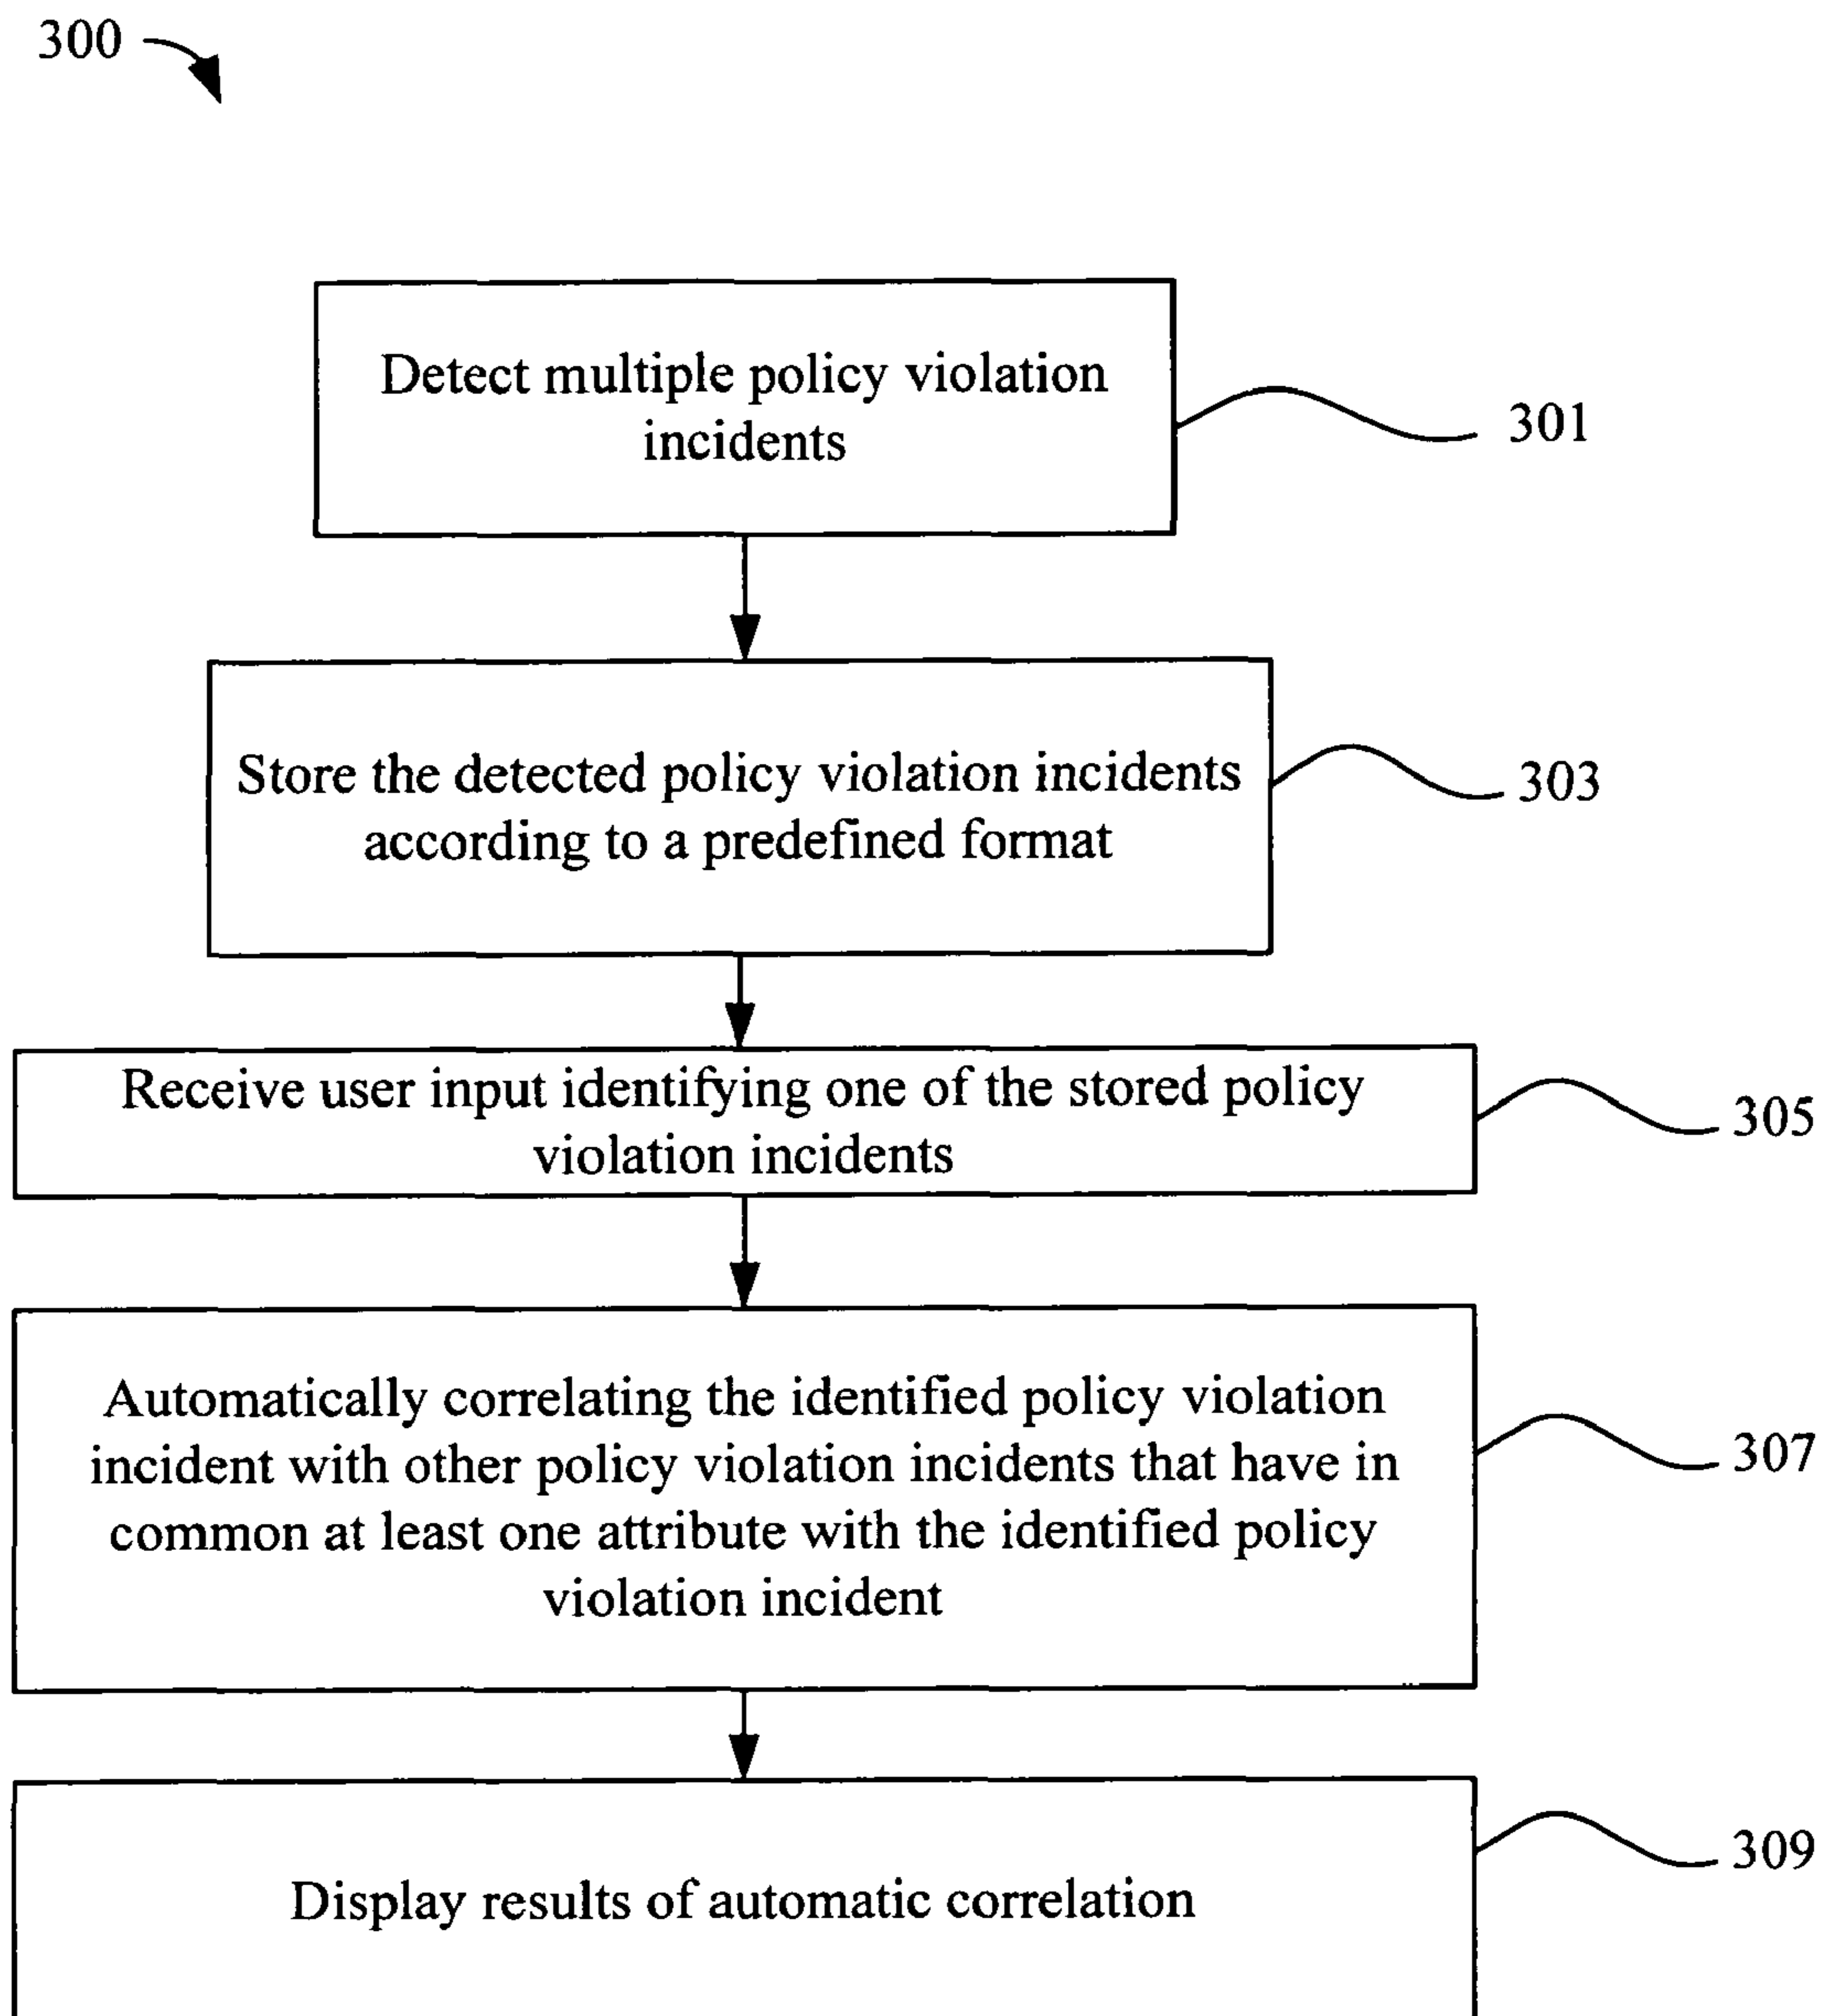 300
Detect multiple policy violation
incidents
301
Store the detected policy violation incidents
according to a predefined format
303
Receive user input identifying one of the stored policy
violation incidents
305
Automatically correlating the identified policy violation
incident with other policy violation incidents that have in
common at least one attribute with the identified policy
violation incident
307
Display results of automatic correlation
309